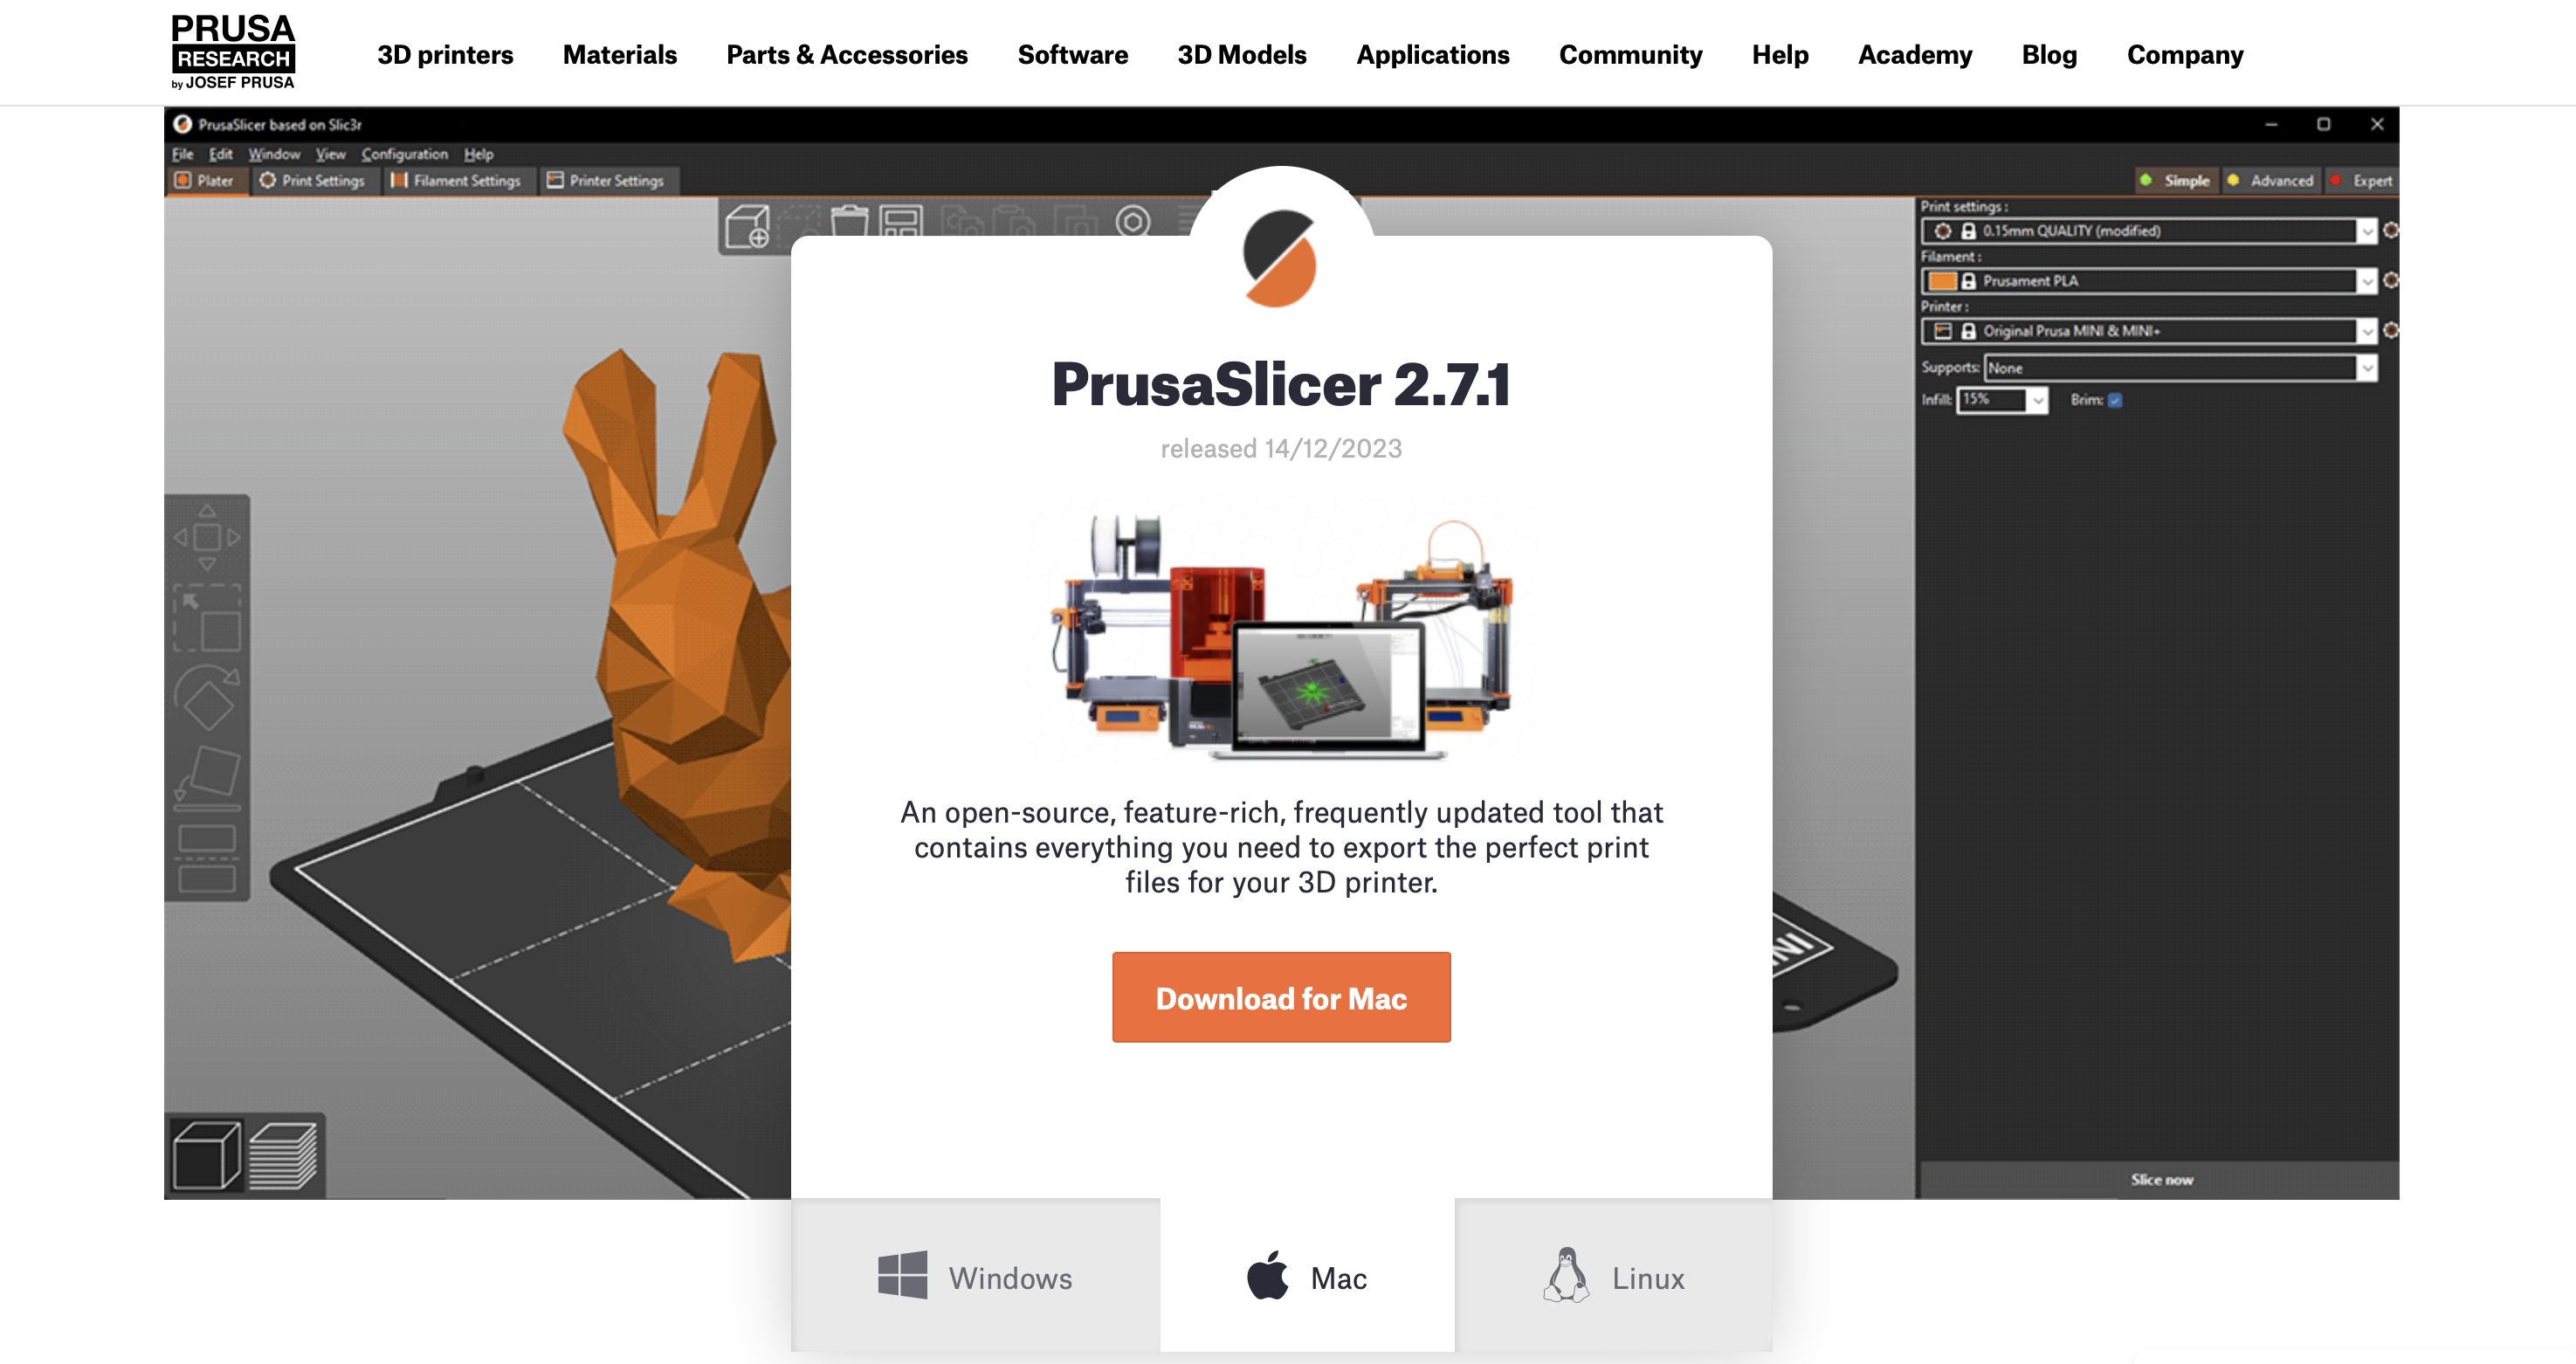 PRUSA
RESEARCH
by JOSEF PRUSA
3D printers Materials Parts & Accessories Software 3D Models Applications Community Help Academy Blog Company
PrusaSlicer based on Slic3r
File Edit Window View Configuration Help
Plater Print Settings Filament Settings Printer Settings
Simple Advanced Expert
Print settings :
0.15mm QUALITY (modified)
Filament :
Prusament PLA
Printer :
Original Prusa MINI & MINI+
Supports: None
Infill: 15% Brim:
PrusaSlicer 2.7.1
released 14/12/2023
An open-source, feature-rich, frequently updated tool that
contains everything you need to export the perfect print
files for your 3D printer.
Download for Mac
INI
Slice now
Windows Mac Linux